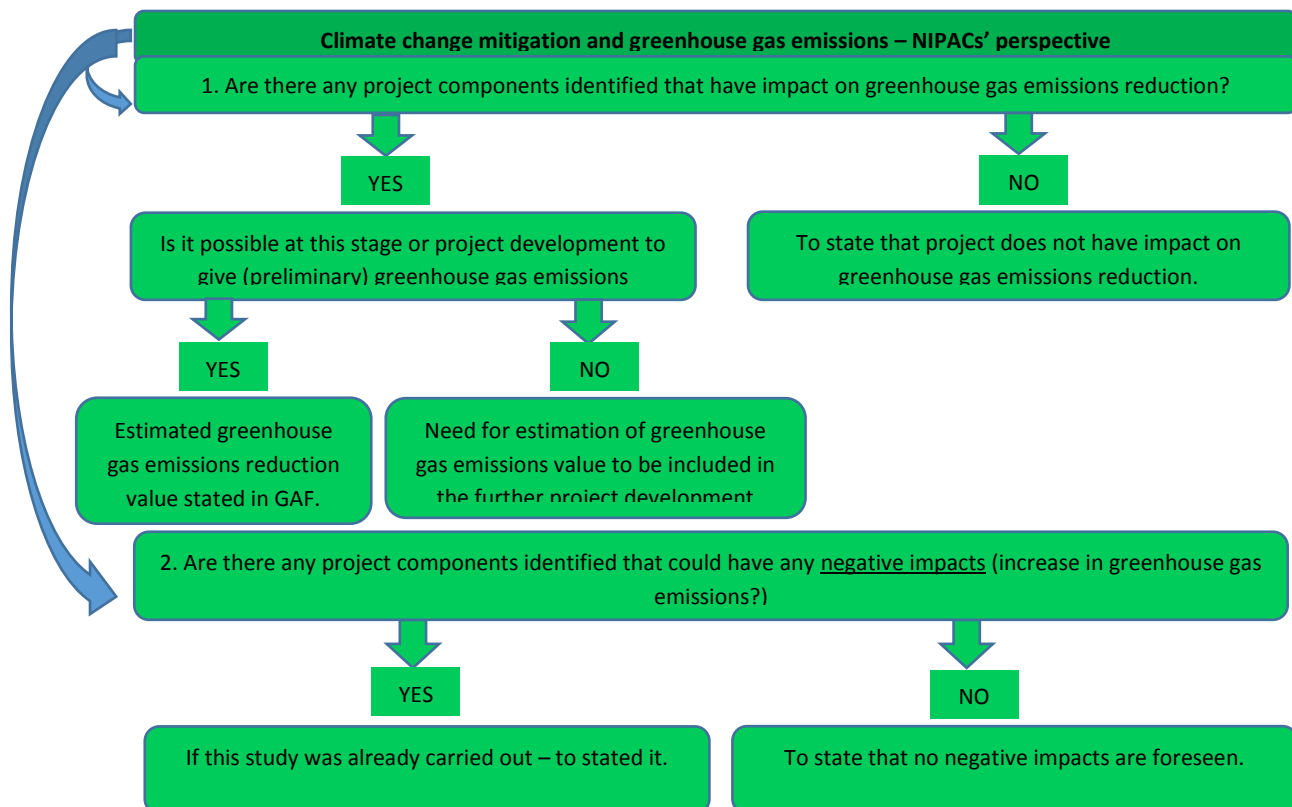 Climate change mitigation and greenhouse gas emissions – NIPACs' perspective
1. Are there any project components identified that have impact on greenhouse gas emissions reduction?
YES
NO
Is it possible at this stage or project development to
give (preliminary) greenhouse gas emissions
To state that project does not have impact on
greenhouse gas emissions reduction.
YES
NO
Estimated greenhouse
gas emissions reduction
value stated in GAF.
Need for estimation of greenhouse
gas emissions value to be included in
the further project development
2. Are there any project components identified that could have any negative impacts (increase in greenhouse gas
emissions?)
YES
NO
If this study was already carried out – to stated it.
To state that no negative impacts are foreseen.